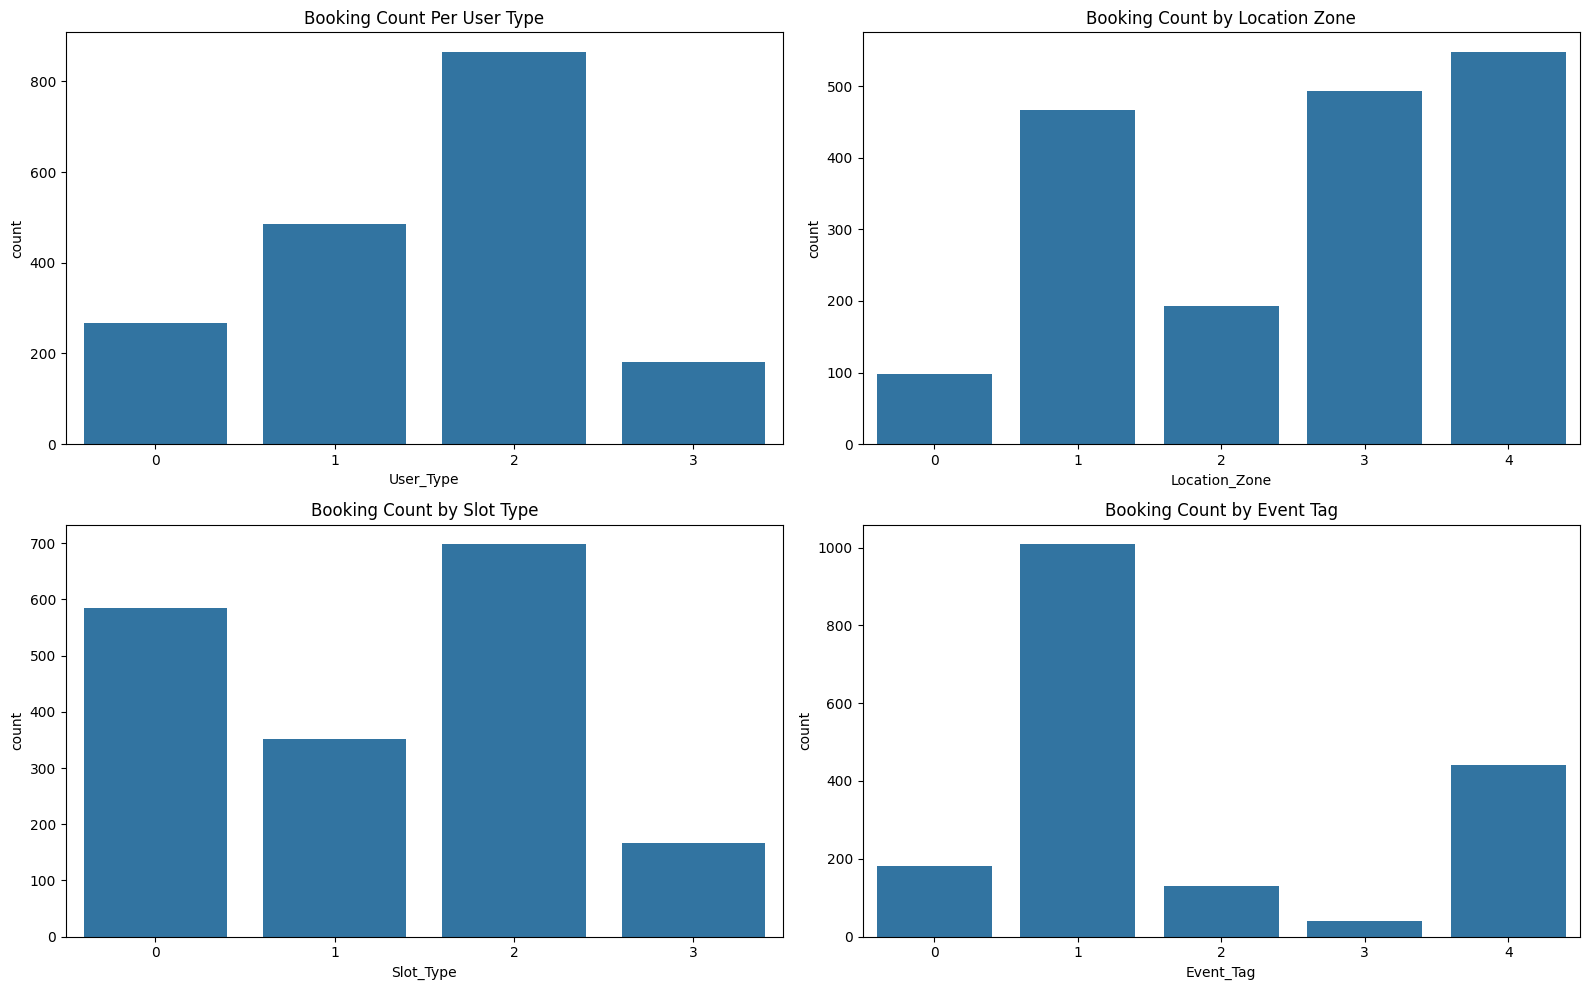 Booking Count Per User Type
count
800
600
400
200
0
0 1 2 3
User_Type
Booking Count by Location Zone
count
500
400
300
200
100
0
0 1 2 3 4
Location_Zone
Booking Count by Slot Type
count
700
600
500
400
300
200
100
0
0 1 2 3
Slot_Type
Booking Count by Event Tag
count
1000
800
600
400
200
0
0 1 2 3 4
Event_Tag